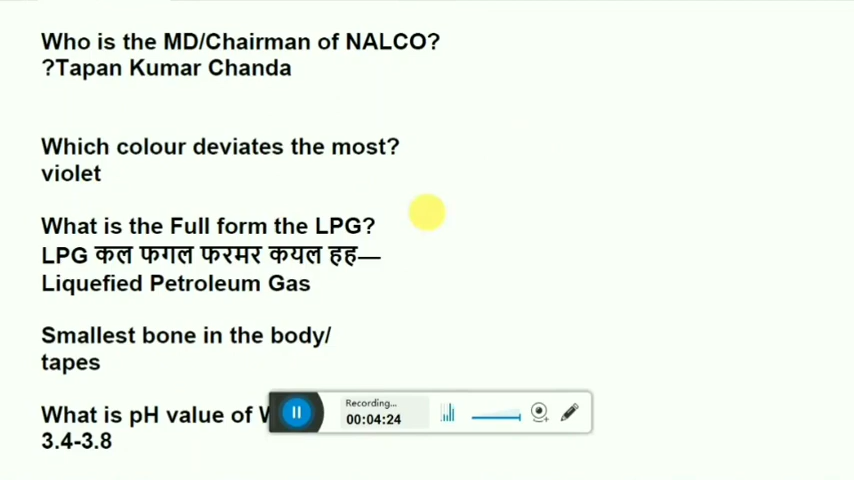 Who is the MD/Chairman of NALCO?
?Tapan Kumar Chanda
Which colour deviates the most?
violet
What is the Full form the LPG?
LPG कल फगल फरमर कयल हह—
Liquefied Petroleum Gas
Smallest bone in the body/
tapes
What is pH value of
3.4-3.8
Recording...
00:04:24